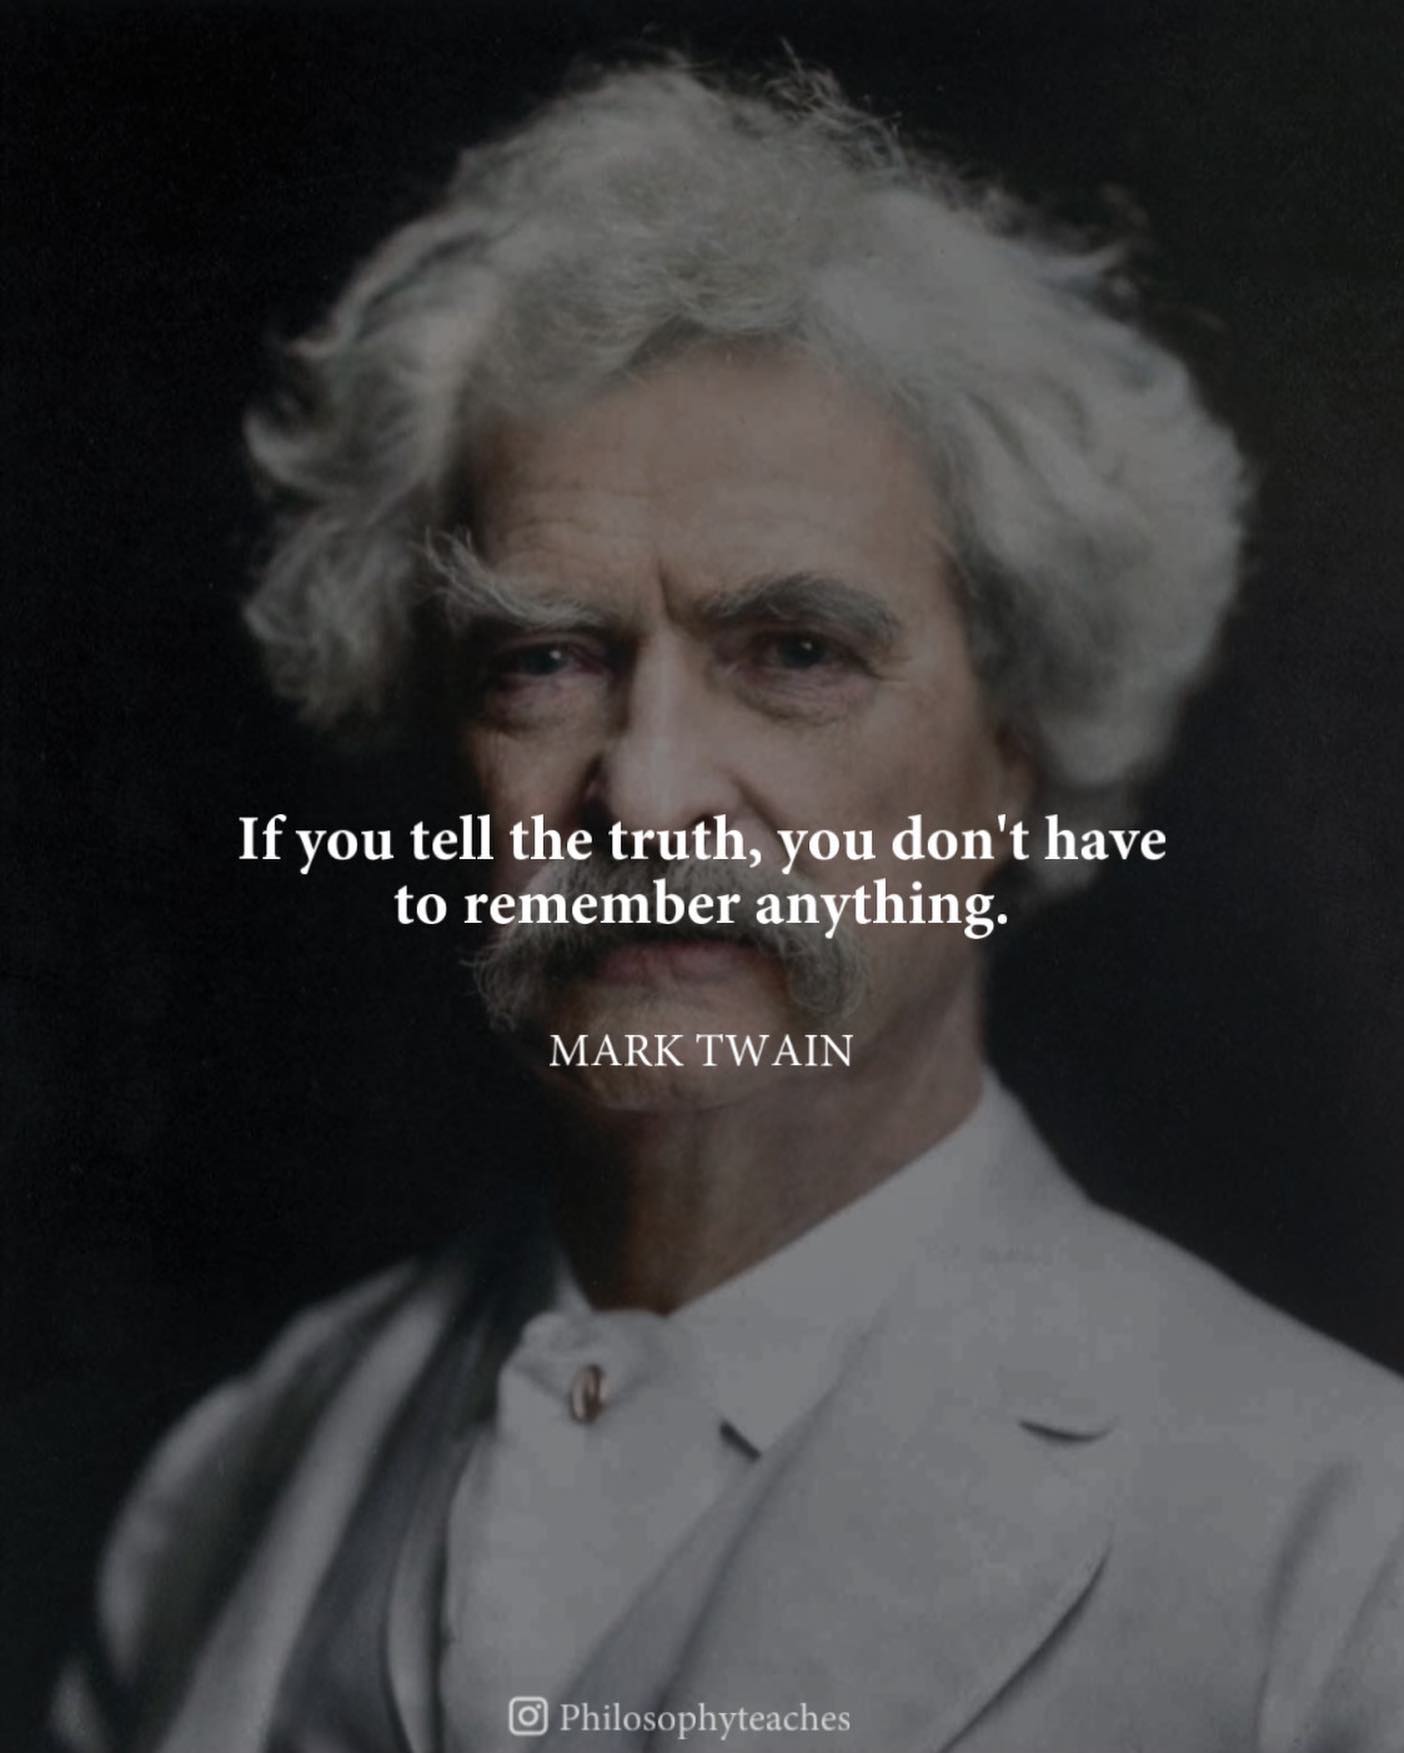 If you tell the truth, you don't have
to remember anything.
MARK TWAIN
Philosophyteaches